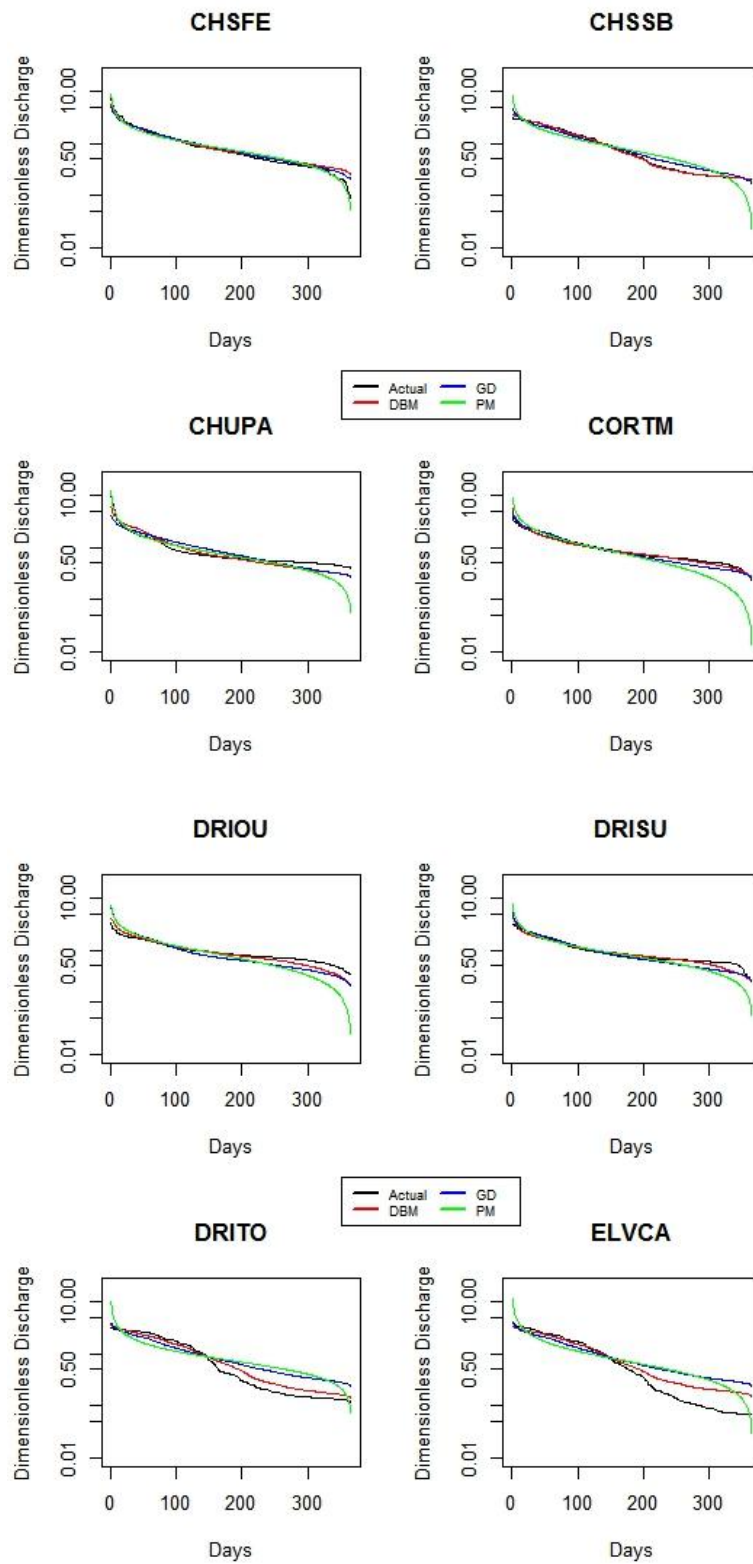 CHSFE
CHSSB
Dimensionless Discharge
10.00
0.50
0.01
0 100 200 300
Days
Dimensionless Discharge
10.00
0.50
0.01
0 100 200 300
Days
Actual GD
DBM PM
CHUPA
CORTM
Dimensionless Discharge
10.00
0.50
0.01
0 100 200 300
Days
Dimensionless Discharge
10.00
0.50
0.01
0 100 200 300
Days
DRIOU
DRISU
Dimensionless Discharge
10.00
0.50
0.01
0 100 200 300
Days
Dimensionless Discharge
10.00
0.50
0.01
0 100 200 300
Days
Actual GD
DBM PM
DRITO
ELVCA
Dimensionless Discharge
10.00
0.50
0.01
0 100 200 300
Days
Dimensionless Discharge
10.00
0.50
0.01
0 100 200 300
Days